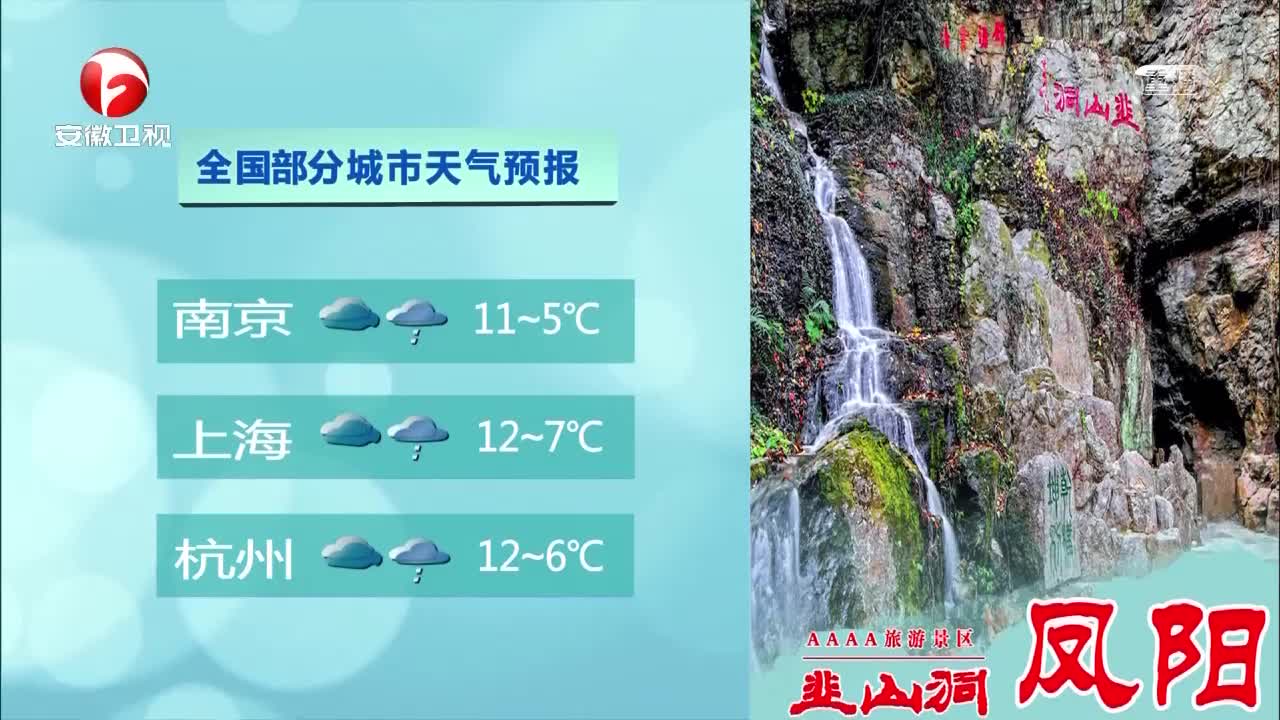 安徽卫视
全国部分城市天气预报
南京 11~5℃
上海 12~7℃
杭州 12~6℃
韭山洞
AAAA旅游景区
韭山洞
凤阳